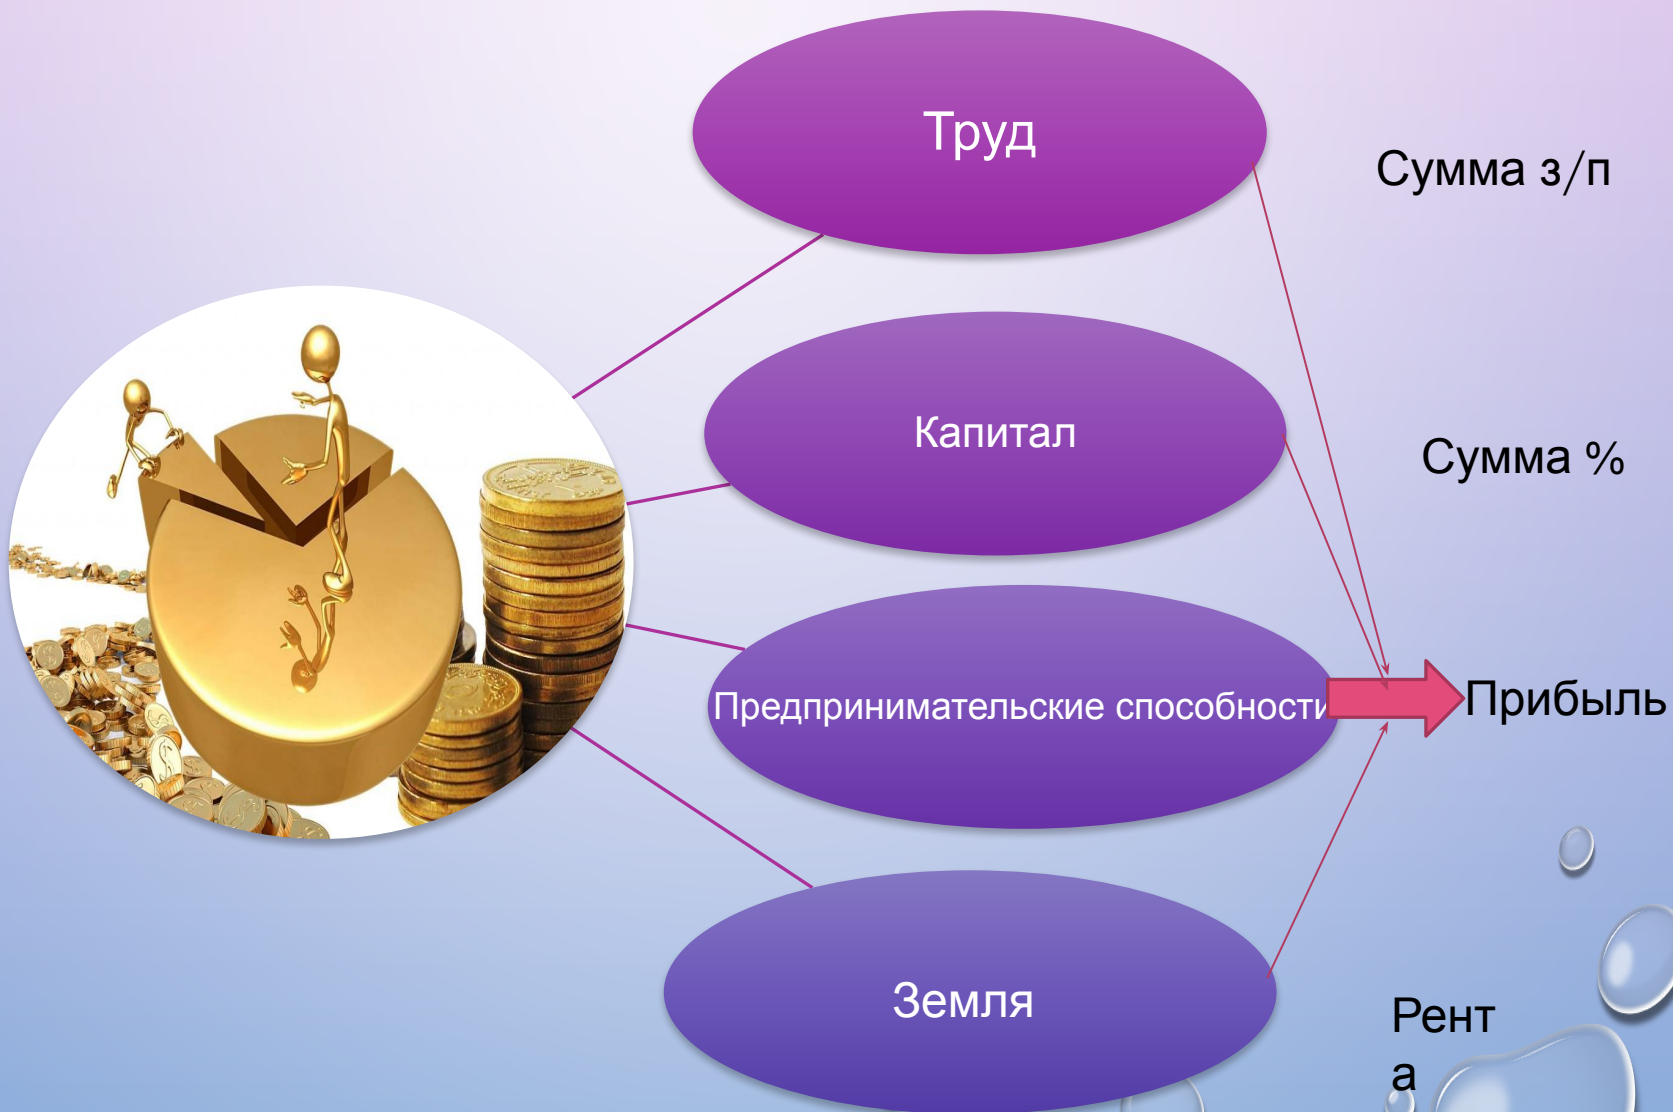 Труд
Сумма з/п
Капитал
Сумма %
Предпринимательские способности
Прибыль
Земля
Рент
а